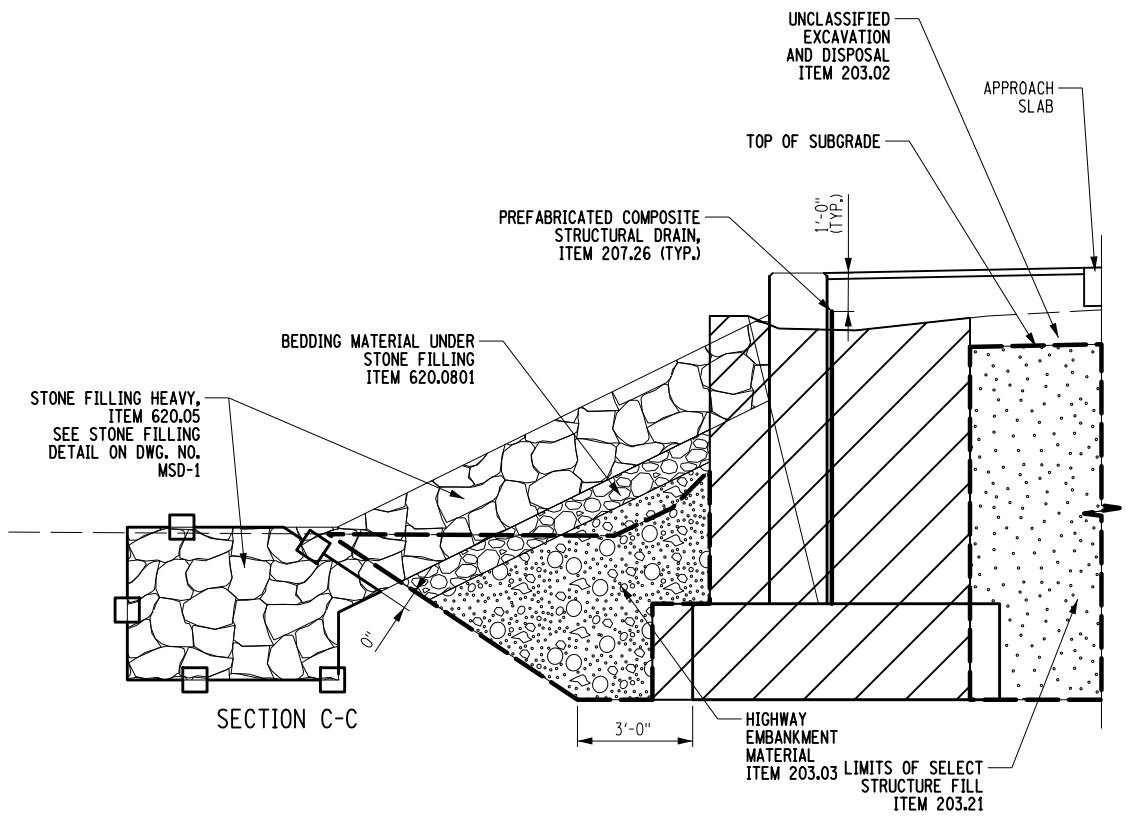 UNCLASSIFIED
EXCAVATION
AND DISPOSAL
ITEM 203.02
APPROACH
SLAB
TOP OF SUBGRADE
1'-0"
(TYP.)
PREFABRICATED COMPOSITE
STRUCTURAL DRAIN,
ITEM 207.26 (TYP.)
BEDDING MATERIAL UNDER
STONE FILLING
ITEM 620.0801
STONE FILLING HEAVY,
ITEM 620.05
SEE STONE FILLING
DETAIL ON DWG. NO.
MSD-1
0"
SECTION C-C
3'-0"
HIGHWAY
EMBANKMENT
MATERIAL
ITEM 203.03
LIMITS OF SELECT
STRUCTURE FILL
ITEM 203.21